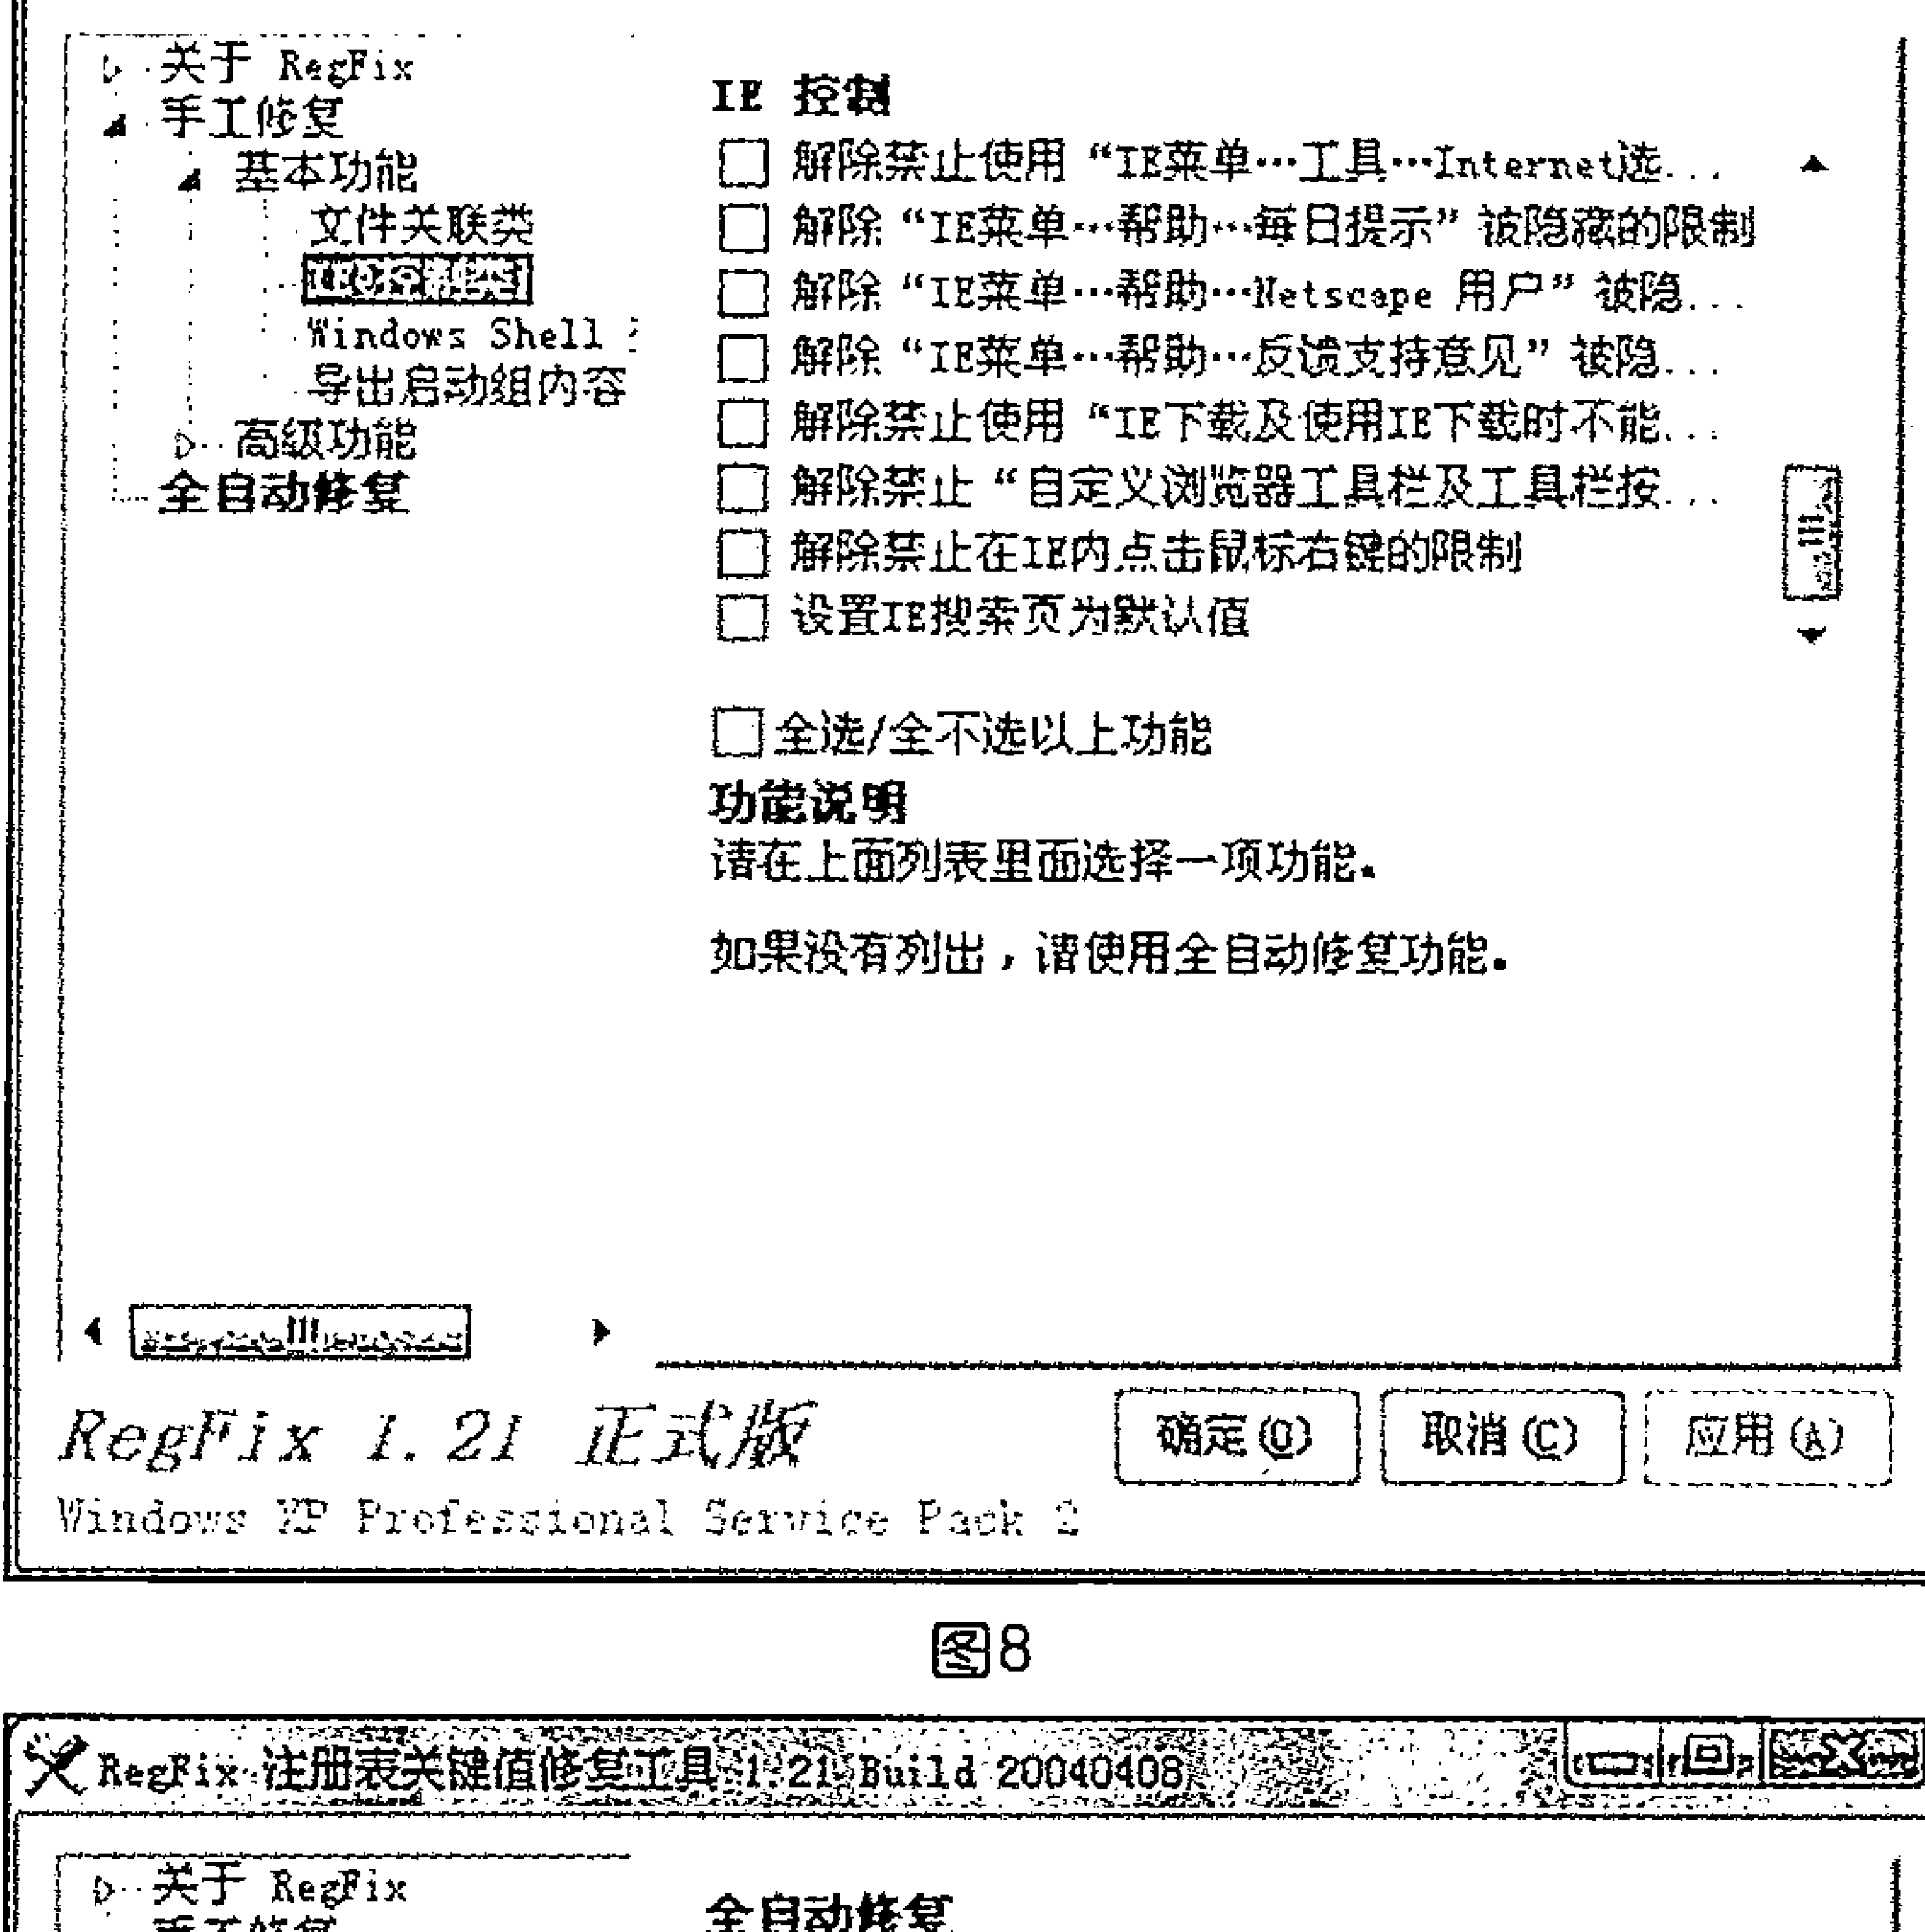 关于 RegFix
手工修复
基本功能
文件关联类
IE控制类
Windows Shell
导出启动组内容
高级功能
全自动修复
IE 控制
解除禁止使用“IE菜单…工具…Internet选...
解除“IE菜单…帮助…每日提示”被隐藏的限制
解除“IE菜单…帮助…Netscape 用户”被隐...
解除“IE菜单…帮助…反馈支持意见”被隐...
解除禁止使用“IE下载及使用IE下载时不能...
解除禁止“自定义浏览器工具栏及工具栏按...
解除禁止在IE内点击鼠标右键的限制
设置IE搜索页为默认值
全选/全不选以上功能
功能说明
请在上面列表里面选择一项功能。
如果没有列出，请使用全自动修复功能。
RegFix 1.21 正式版
确定(O)
取消(C)
应用(A)
Windows XP Professional Service Pack 2
图8
RegFix 注册表关键值修复工具 1.21 Build 20040408
关于 RegFix
手工修复
全自动修复